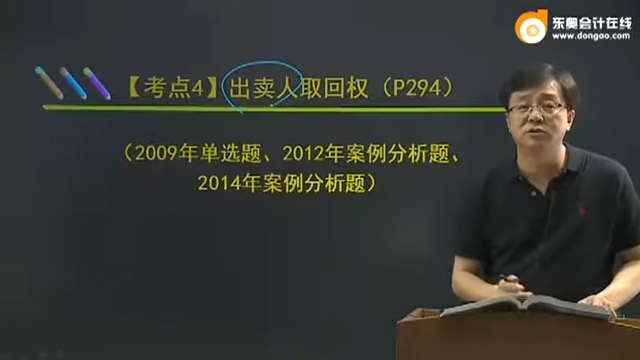 东奥会计在线
www.dongao.com
【考点4】出卖人取回权（P294）
（2009年单选题、2012年案例分析题、
2014年案例分析题）